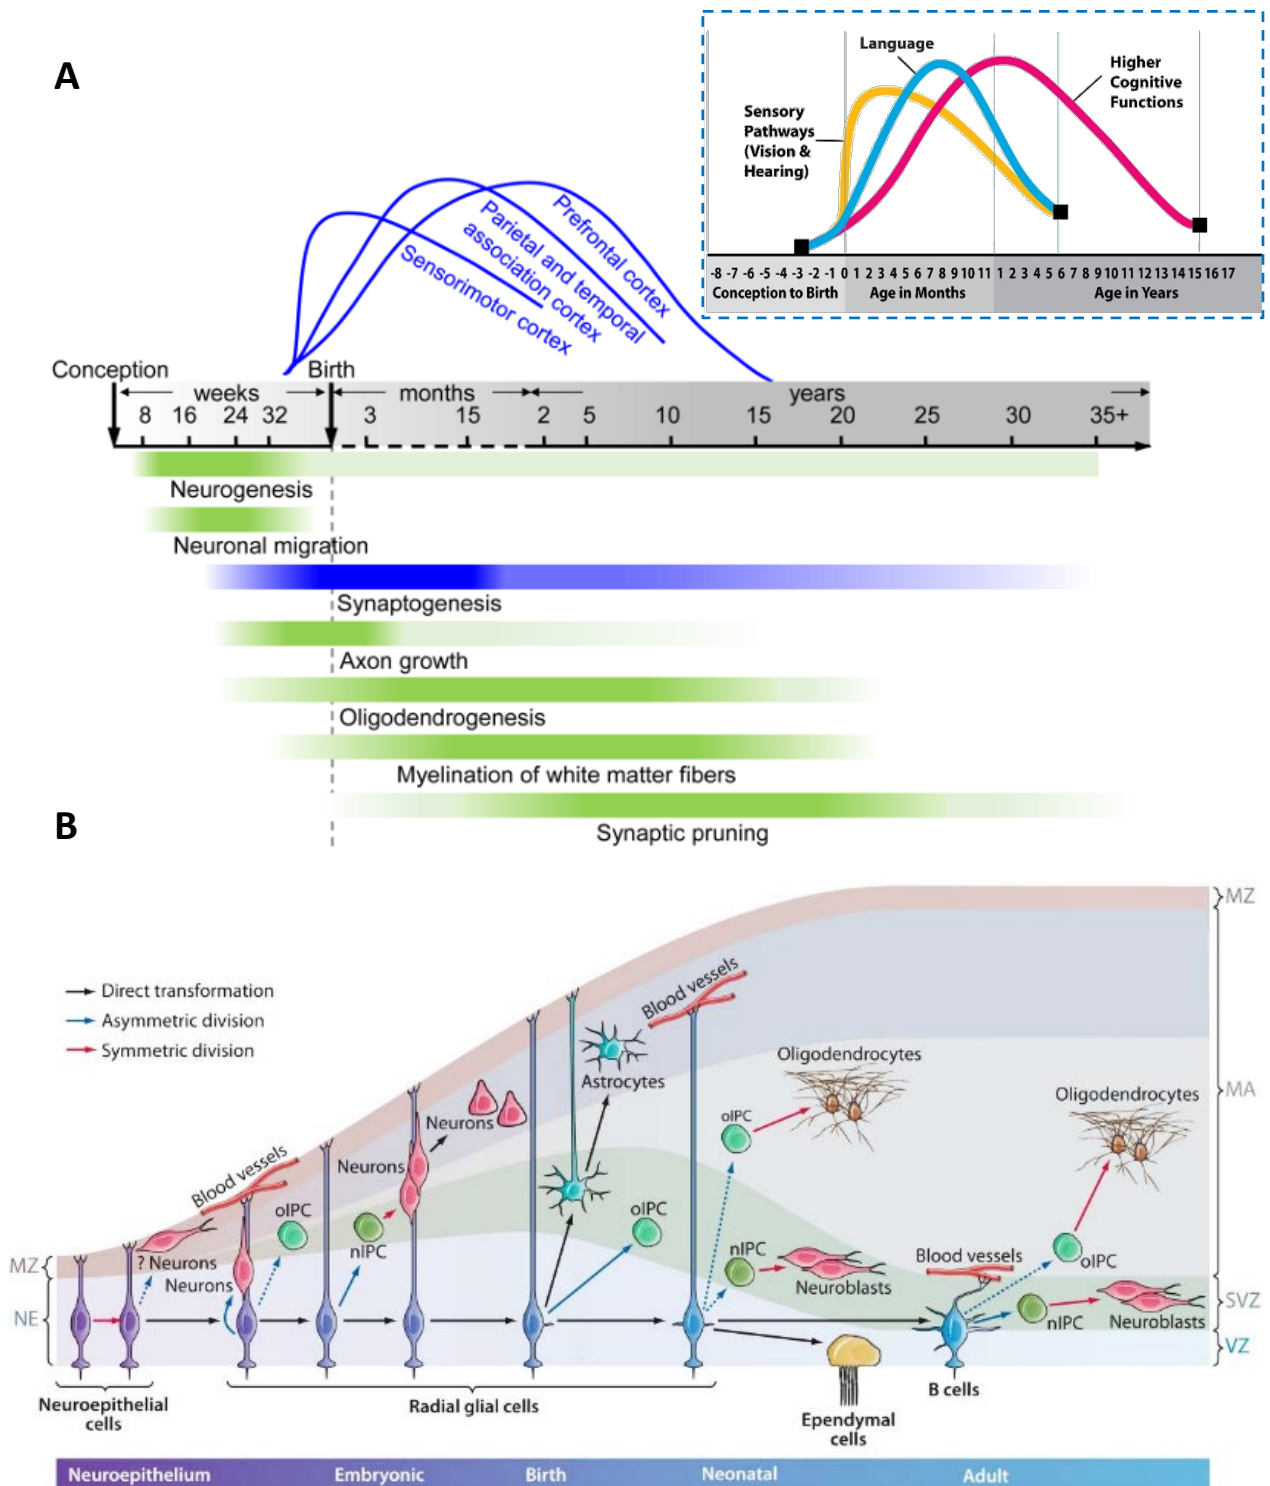 A
Language
Higher
Cognitive
Functions
Sensory
Pathways
(Vision &
Hearing)
-8 -7 -6 -5 -4 -3 -2 -1 0 1 2 3 4 5 6 7 8 9 10 11 1 2 3 4 5 6 7 8 9 10 11 12 13 14 15 16 17
Conception to Birth Age in Months Age in Years
Prefrontal cortex
Parietal and temporal
association cortex
Sensorimotor cortex
Conception Birth
weeks months years
8 16 24 32 3 15 2 5 10 15 20 25 30 35+
Neurogenesis
Neuronal migration
Synaptogenesis
Axon growth
Oligodendrogenesis
Myelination of white matter fibers
Synaptic pruning
B
Direct transformation
Asymmetric division
Symmetric division
MZ
MA
SVZ
VZ
MZ
NE
? Neurons
Neurons
Blood vessels
oIPC
nIPC
Neurons
Neurons
Astrocytes
oIPC
Blood vessels
oIPC
Oligodendrocytes
nIPC
Neuroblasts
Blood vessels
Oligodendrocytes
oIPC
nIPC
Neuroblasts
Neuroepithelial
cells
Radial glial cells
Ependymal
cells
B cells
Neuroepithelium Embryonic Birth Neonatal Adult